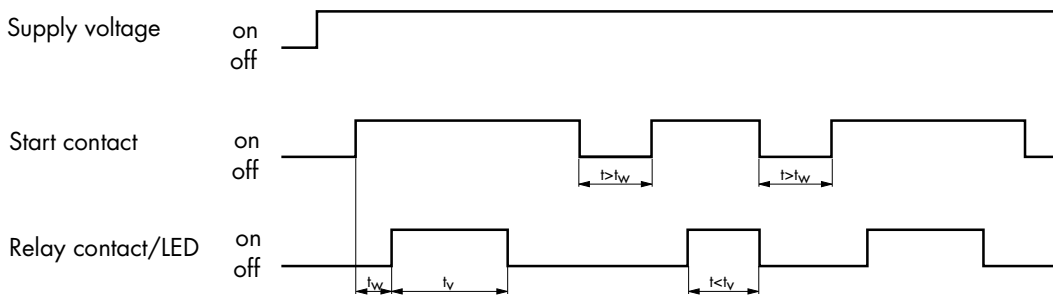 Supply voltage on
off
Start contact on
off
t>tw t>tw
Relay contact/LED on
off
tw tv t<tv